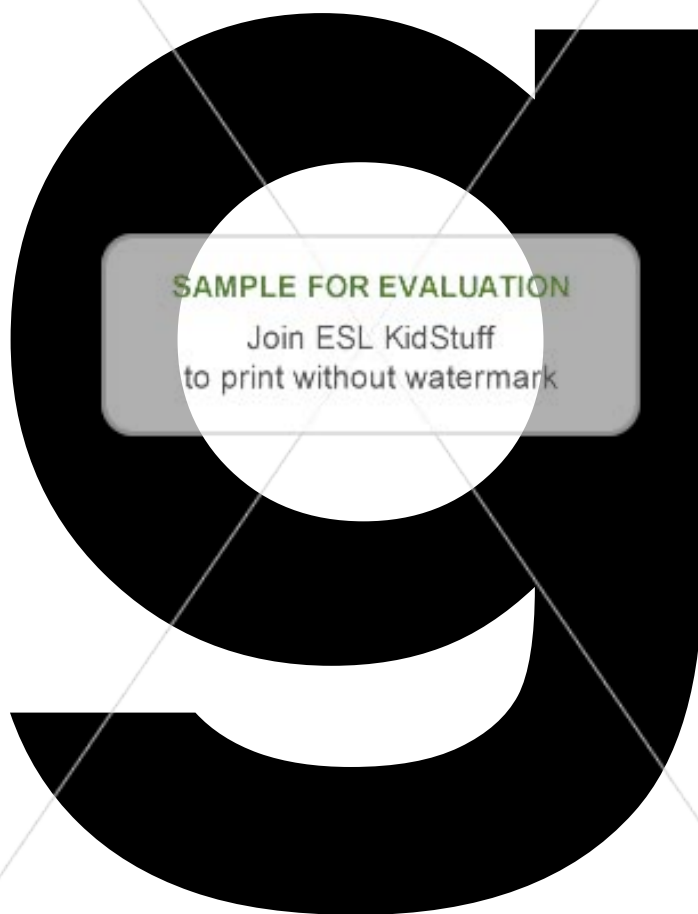 g
SAMPLE FOR EVALUATION
Join ESL KidStuff
to print without watermark